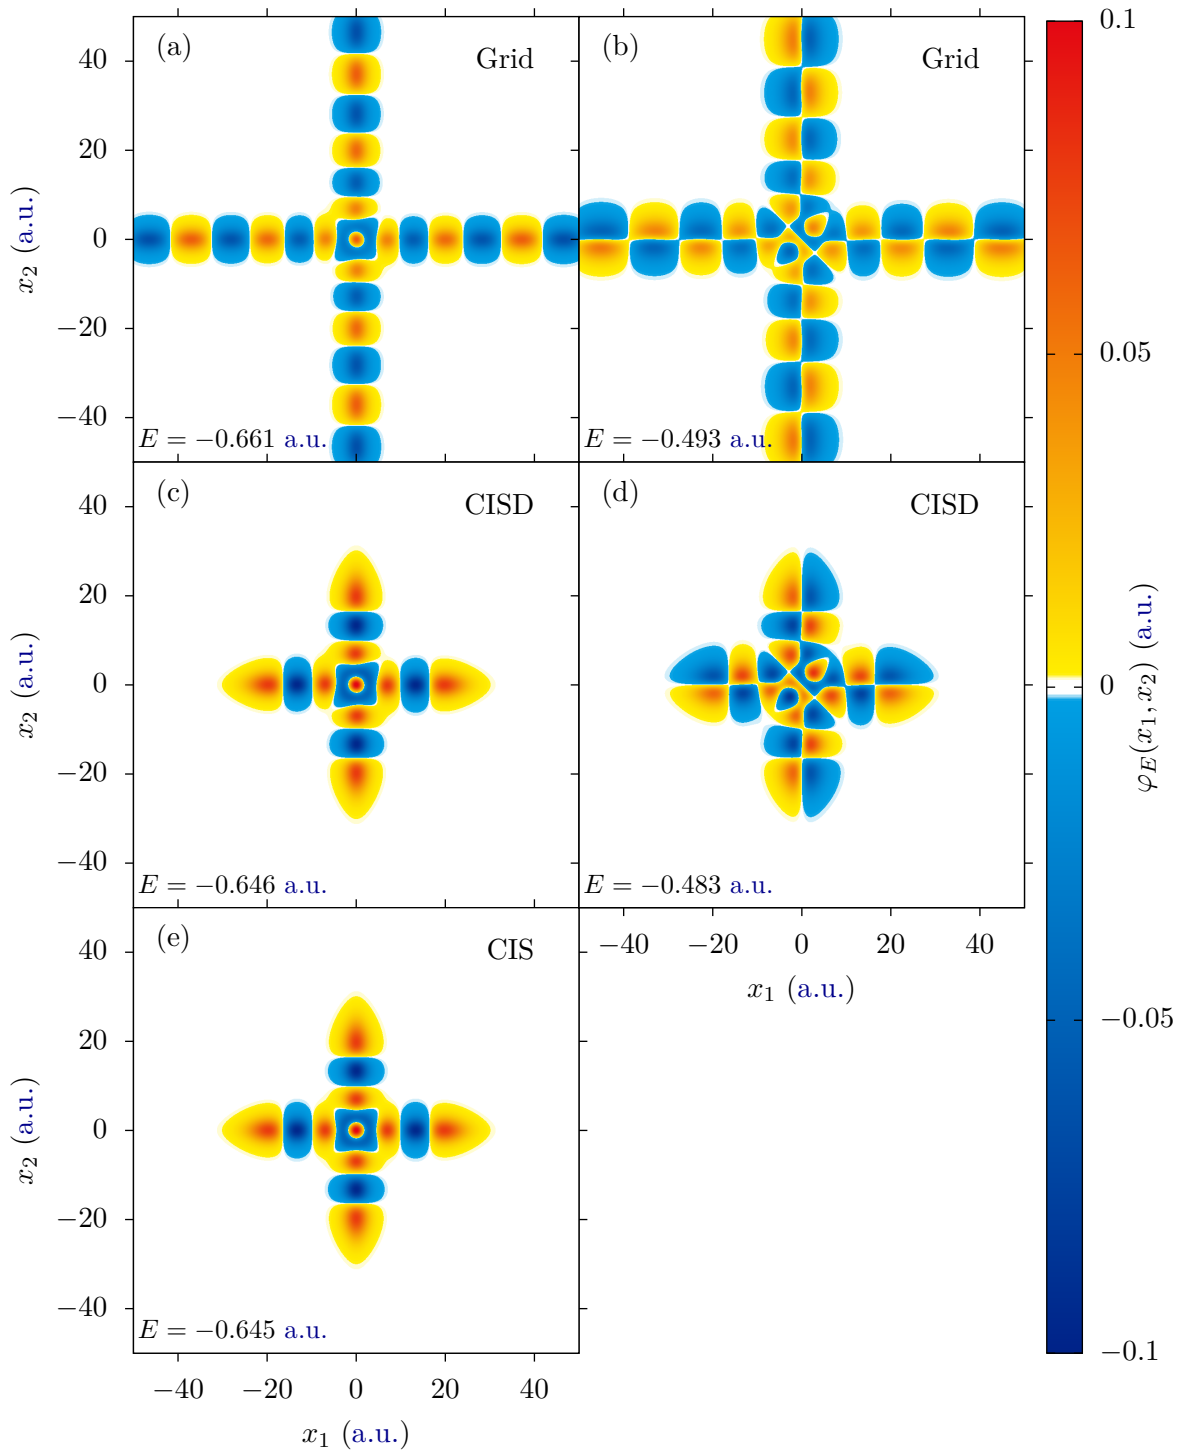 (a)
Grid
40
20
0
−20
−40
x₂ (a.u.)
E = −0.661 a.u.
(b)
Grid
E = −0.493 a.u.
(c)
CISD
40
20
0
−20
−40
x₂ (a.u.)
E = −0.646 a.u.
(d)
CISD
E = −0.483 a.u.
−40 −20 0 20 40
x₁ (a.u.)
(e)
CIS
40
20
0
−20
−40
x₂ (a.u.)
E = −0.645 a.u.
−40 −20 0 20 40
x₁ (a.u.)
0.1
0.05
0
−0.05
−0.1
φ_E(x₁, x₂) (a.u.)